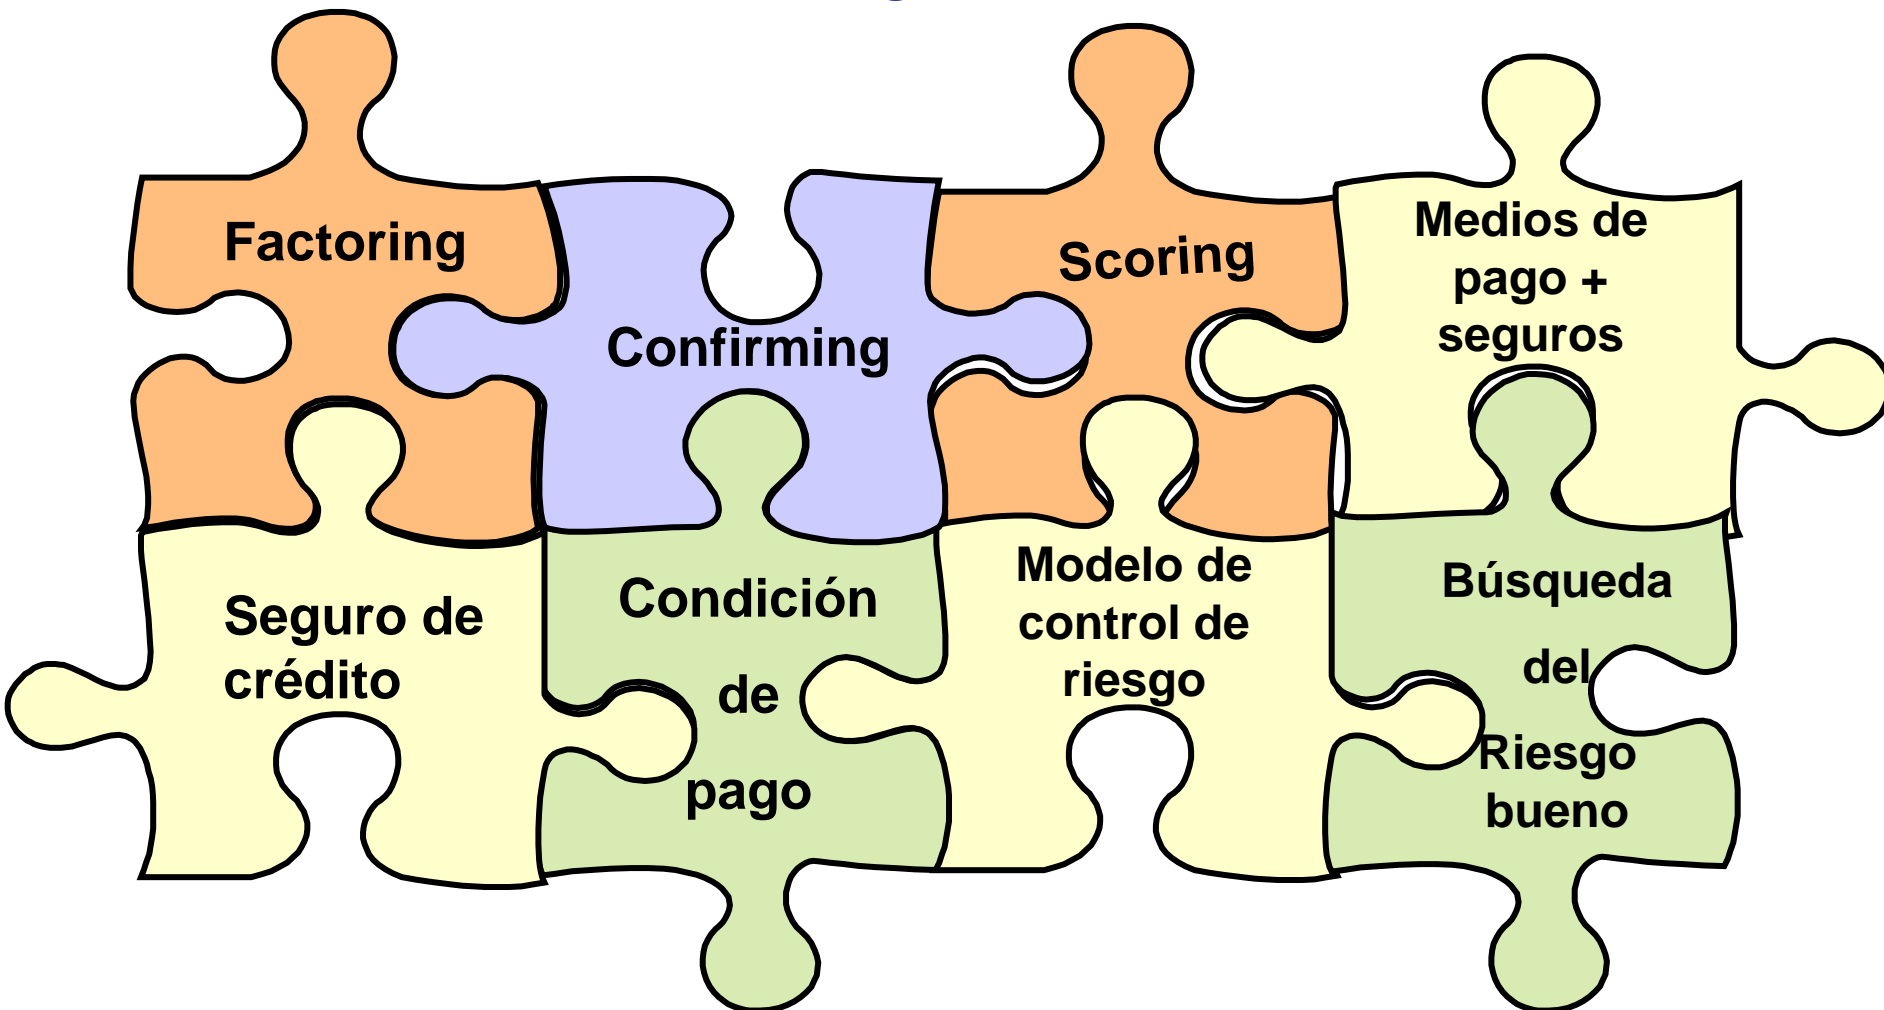 Factoring
Confirming
Scoring
Medios de
pago +
seguros
Seguro de
crédito
Condición
de
pago
Modelo de
control de
riesgo
Búsqueda
del
Riesgo
bueno